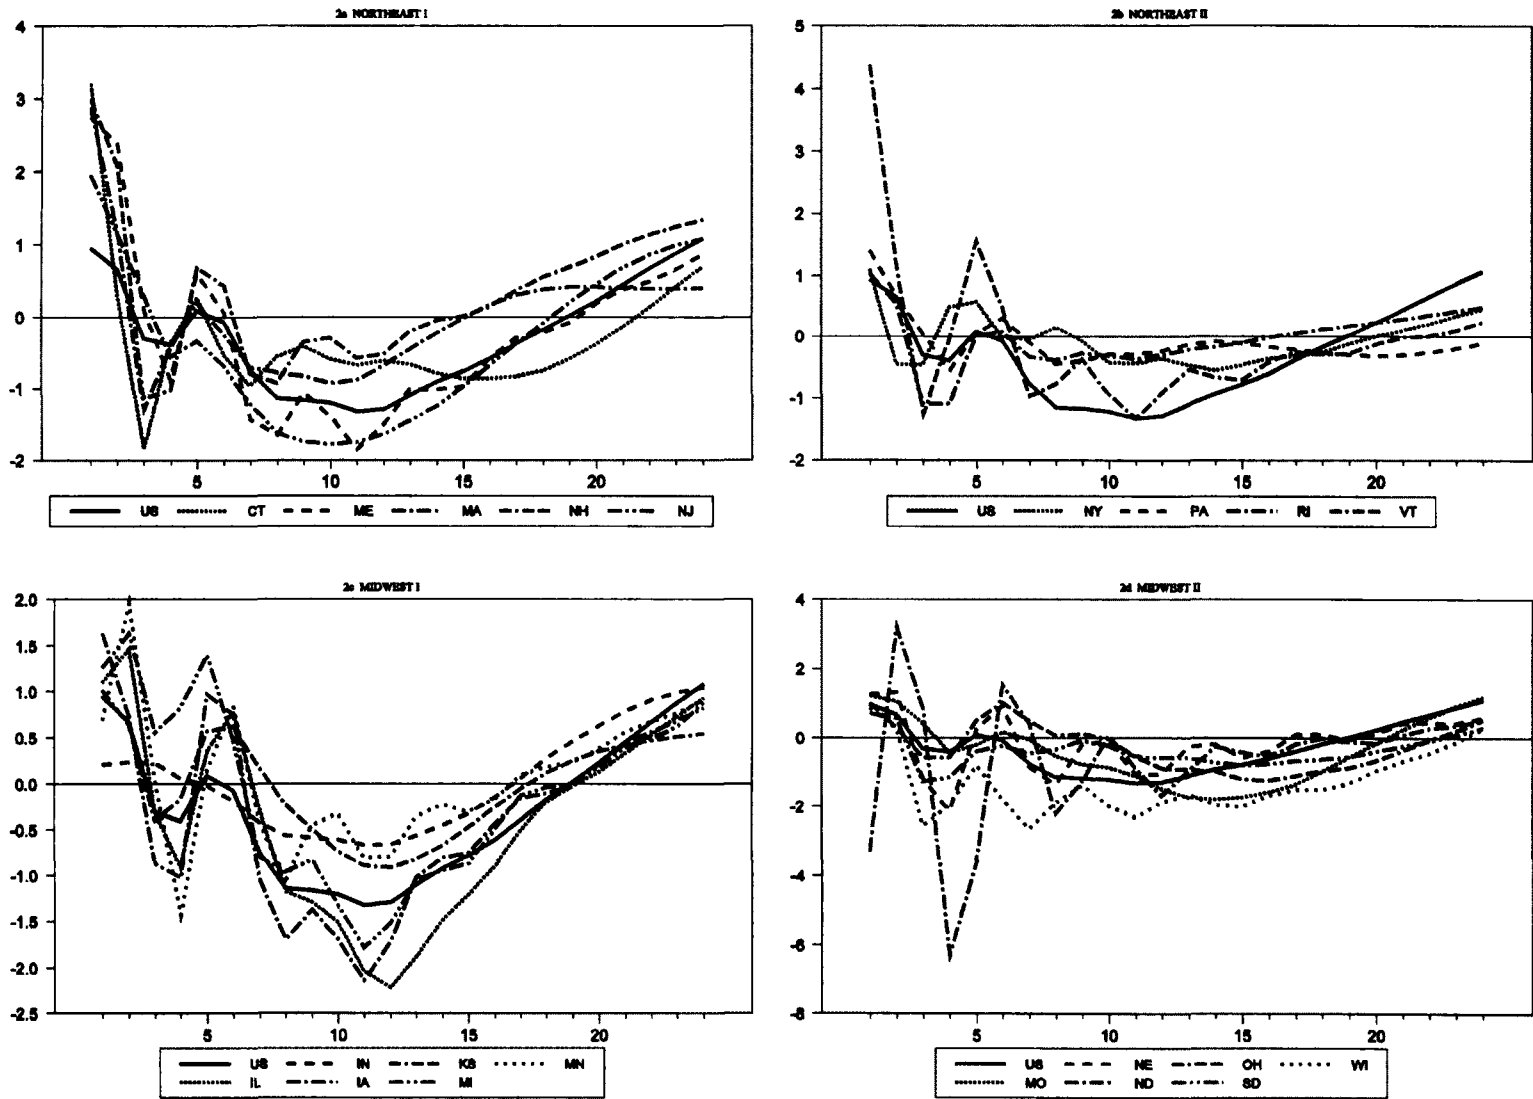 2a NORTHEAST I
4
3
2
1
0
-1
-2
5 10 15 20
US CT ME MA NH NJ
2b NORTHEAST II
5
4
3
2
1
0
-1
-2
5 10 15 20
US NY PA RI VT
2c MIDWEST I
2.0
1.5
1.0
0.5
0.0
-0.5
-1.0
-1.5
-2.0
-2.5
5 10 15 20
US IN KS MN
IL IA MI
2d MIDWEST II
4
2
0
-2
-4
-6
-8
5 10 15 20
US NE OH WI
MO ND SD